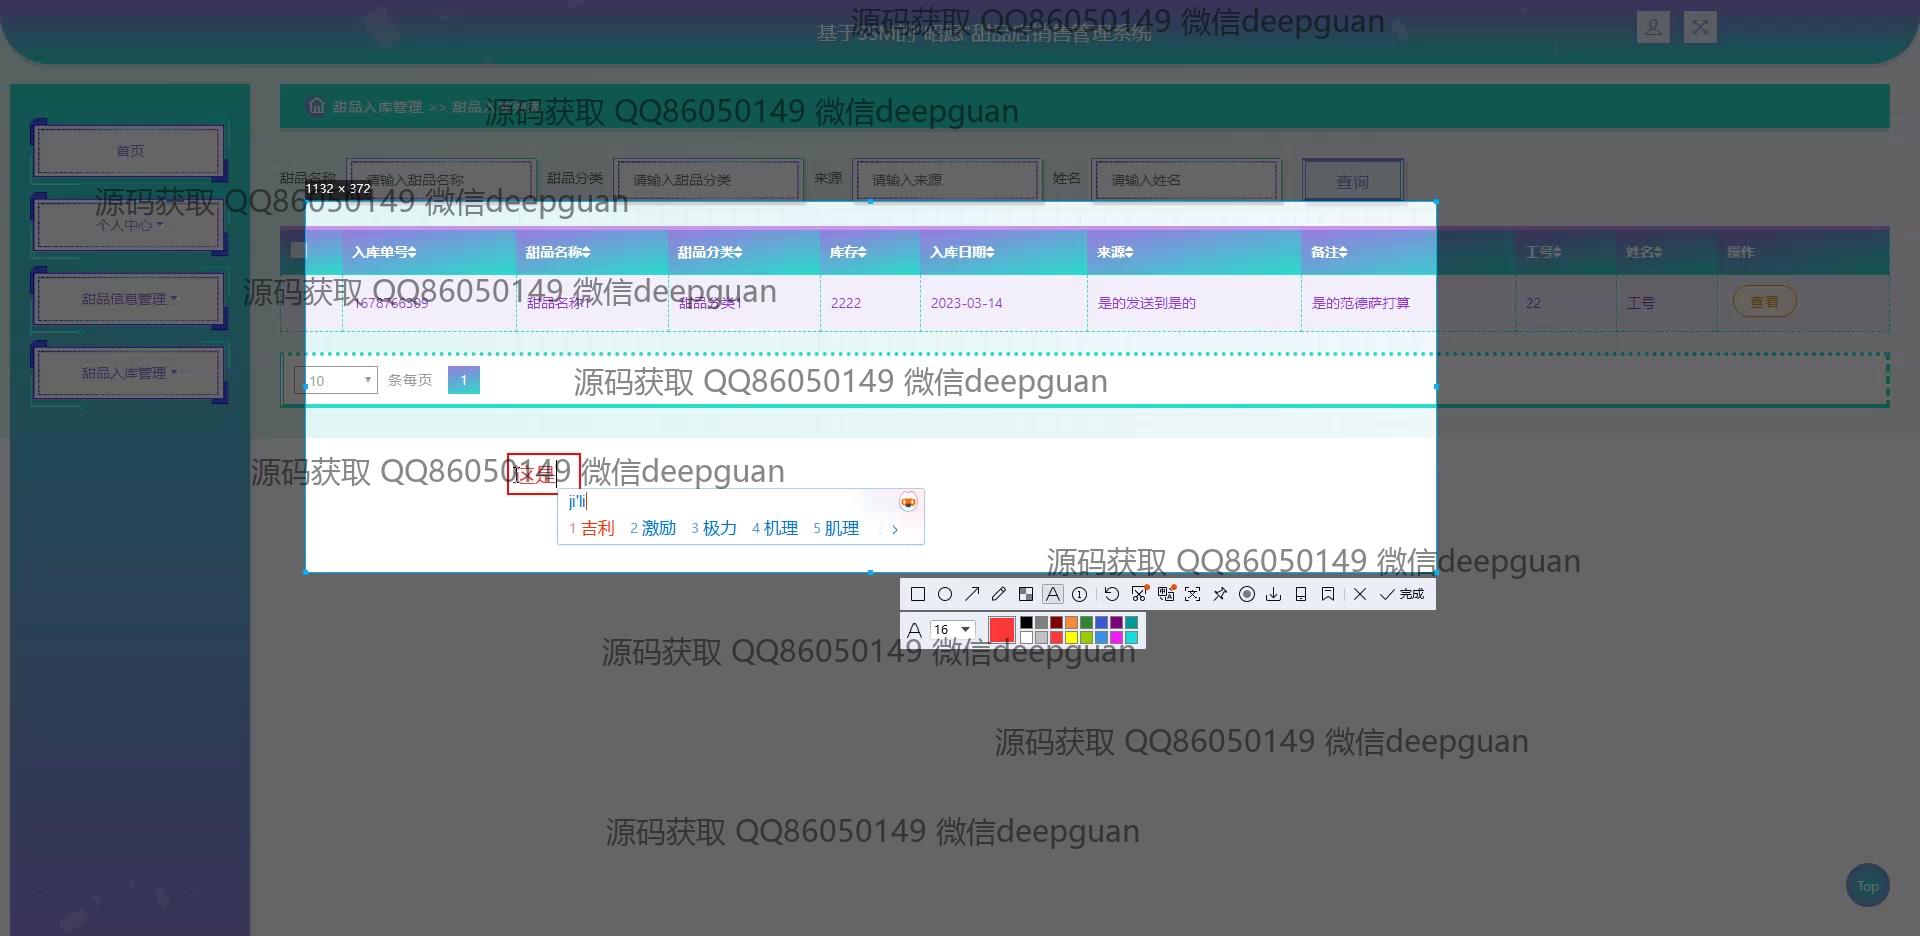 源码获取 QQ86050149 微信deepguan
基于SSM的“昭愿”甜品店销售管理系统
甜品入库管理 >> 甜品入库列表
源码获取 QQ86050149 微信deepguan
首页
个人中心
甜品信息管理
甜品入库管理
甜品名称 请输入甜品名称 甜品分类 请输入甜品分类 来源 请输入来源 姓名 请输入姓名 查询
1132 × 372
源码获取 QQ86050149 微信deepguan
入库单号 甜品名称 甜品分类 库存 入库日期 来源 备注 工号 姓名 操作
源码获取 QQ86050149 微信deepguan
1678766309 甜品名称1 甜品分类1 2222 2023-03-14 是的发送到是的 是的范德萨打算 22 工号 查看
10 条每页 1
源码获取 QQ86050149 微信deepguan
源码获取 QQ86050149 微信deepguan
这是
ji'li
1 吉利 2 激励 3 极力 4 机理 5 肌理
源码获取 QQ86050149 微信deepguan
完成
A 16
源码获取 QQ86050149 微信deepguan
源码获取 QQ86050149 微信deepguan
源码获取 QQ86050149 微信deepguan
Top